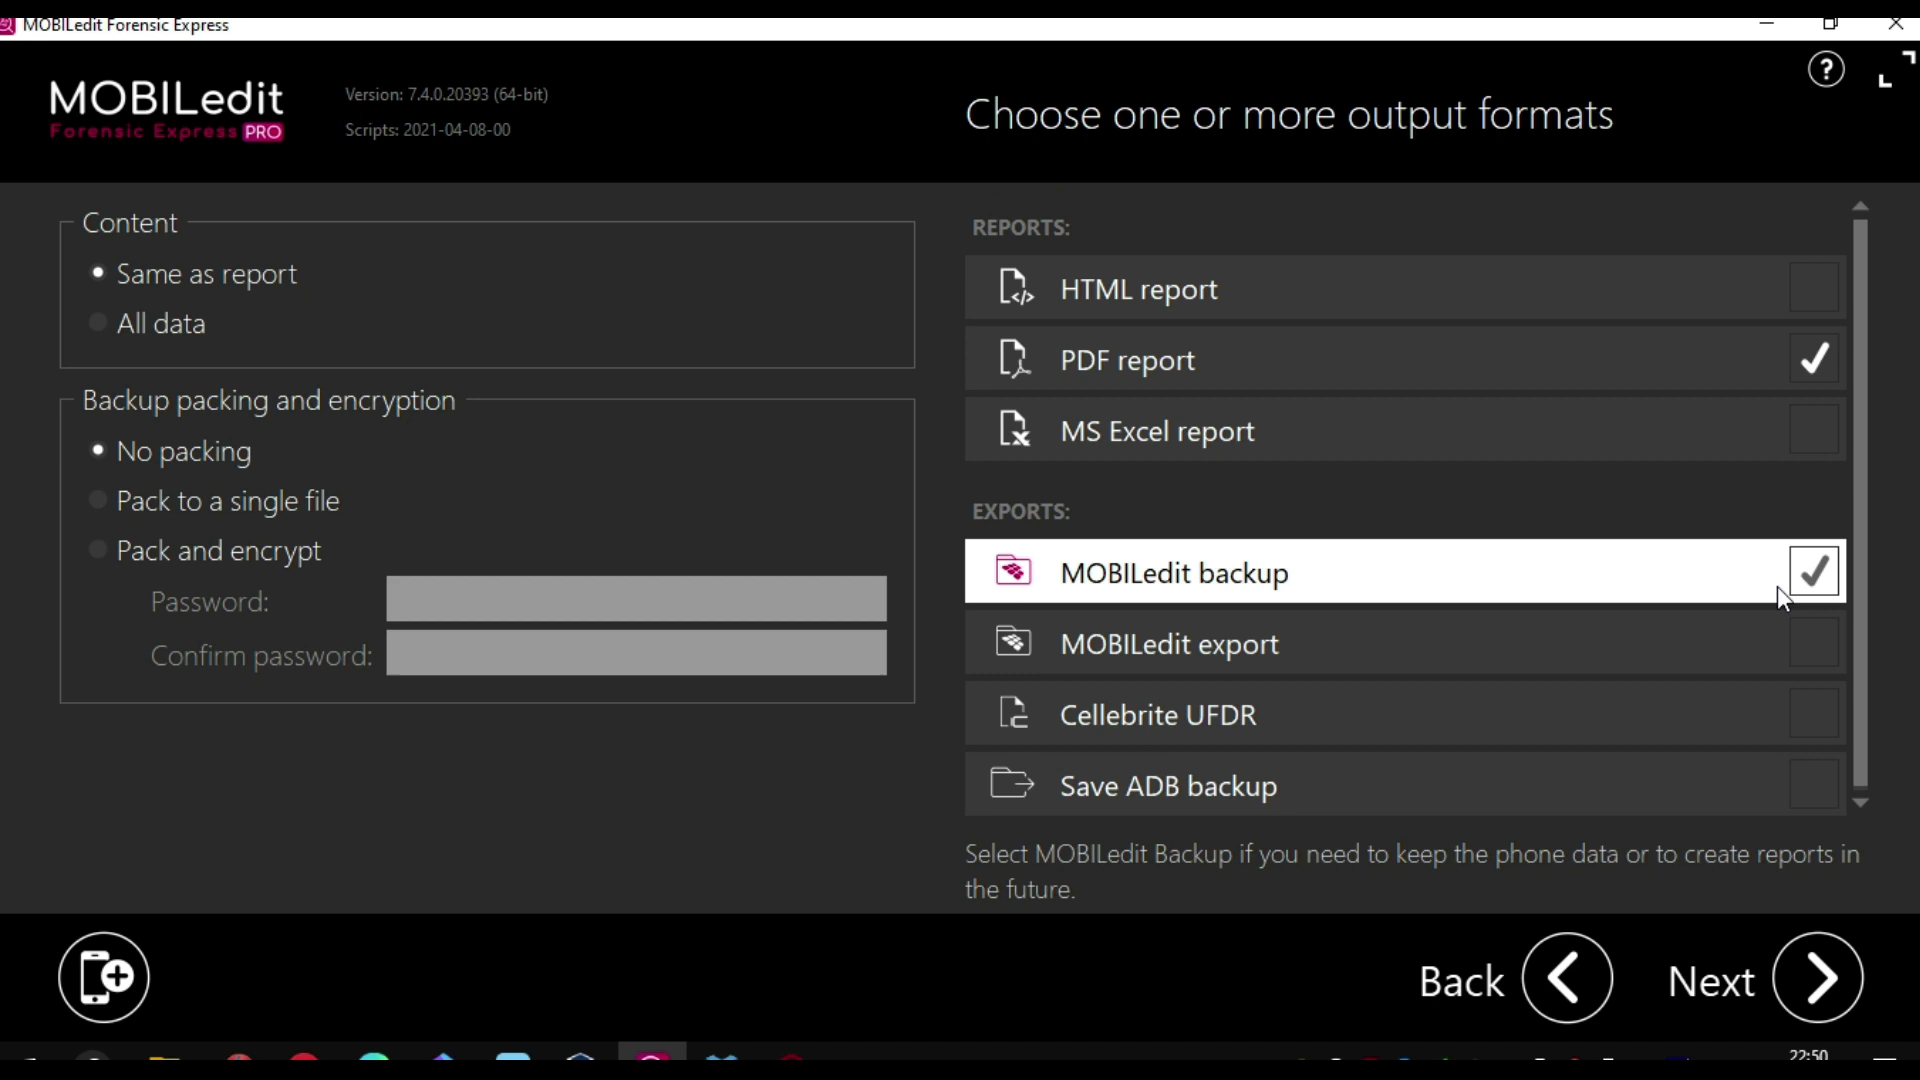 MOBILedit Forensic Express
MOBILedit
Forensic Express PRO
Version: 7.4.0.20393 (64-bit)
Scripts: 2021-04-08-00
Choose one or more output formats
?
Content
Same as report
All data
Backup packing and encryption
No packing
Pack to a single file
Pack and encrypt
Password:
Confirm password:
REPORTS:
HTML report
PDF report
MS Excel report
EXPORTS:
MOBILedit backup
MOBILedit export
Cellebrite UFDR
Save ADB backup
Select MOBILedit Backup if you need to keep the phone data or to create reports in
the future.
Back
Next
22:50